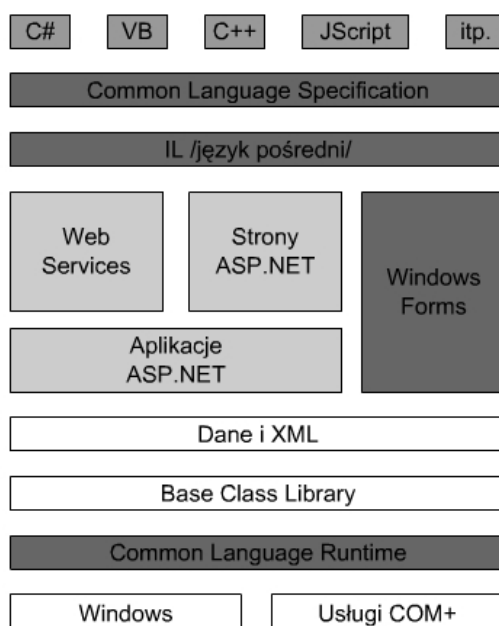 C# VB C++ JScript itp.
Common Language Specification
IL /język pośredni/
Web
Services
Strony
ASP.NET
Windows
Forms
Aplikacje
ASP.NET
Dane i XML
Base Class Library
Common Language Runtime
Windows
Usługi COM+